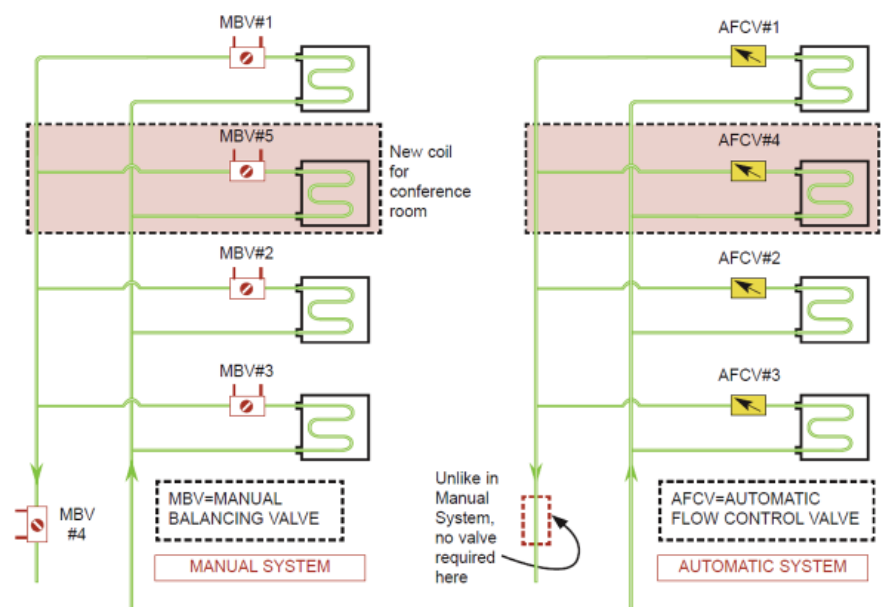 MBV#1
AFCV#1
MBV#5
New coil
for
conference
room
AFCV#4
MBV#2
AFCV#2
MBV#3
AFCV#3
MBV
#4
MBV=MANUAL
BALANCING VALVE
MANUAL SYSTEM
Unlike in
Manual
System,
no valve
required
here
AFCV=AUTOMATIC
FLOW CONTROL VALVE
AUTOMATIC SYSTEM